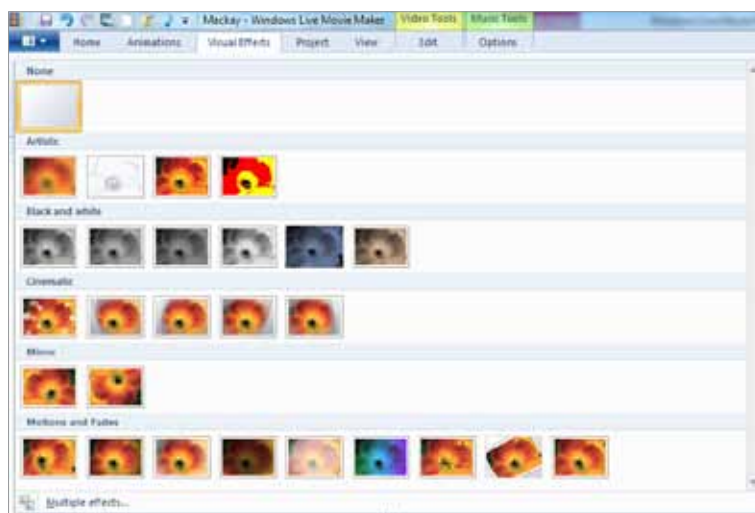 Mackay - Windows Live Movie Maker Video Tools Music Tools
Home Animations Visual Effects Project View Edit Options
None
Artistic
Black and white
Cinematic
Mirror
Motions and Fades
Multiple effects...